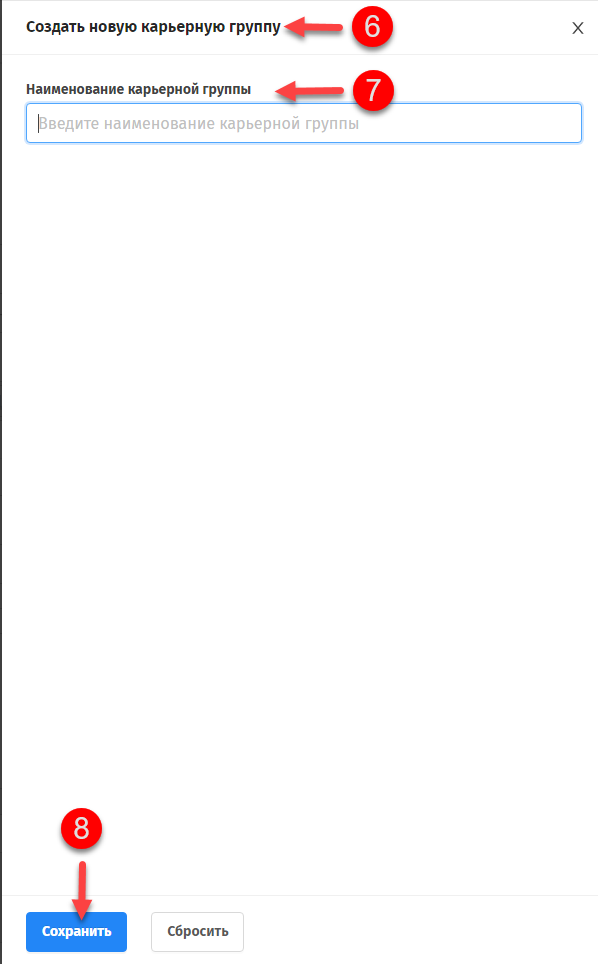 Создать новую карьерную группу 6 X
Наименование карьерной группы 7
Введите наименование карьерной группы
8
Сохранить Сбросить